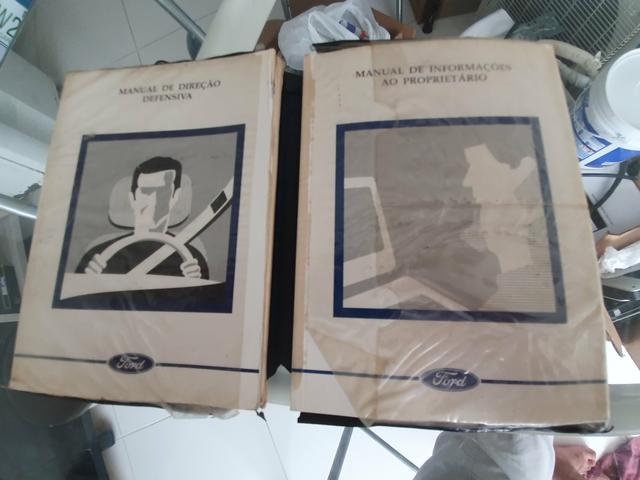 MANUAL DE DIREÇÃO
DEFENSIVA
Ford
MANUAL DE INFORMAÇÕES
AO PROPRIETÁRIO
Ford